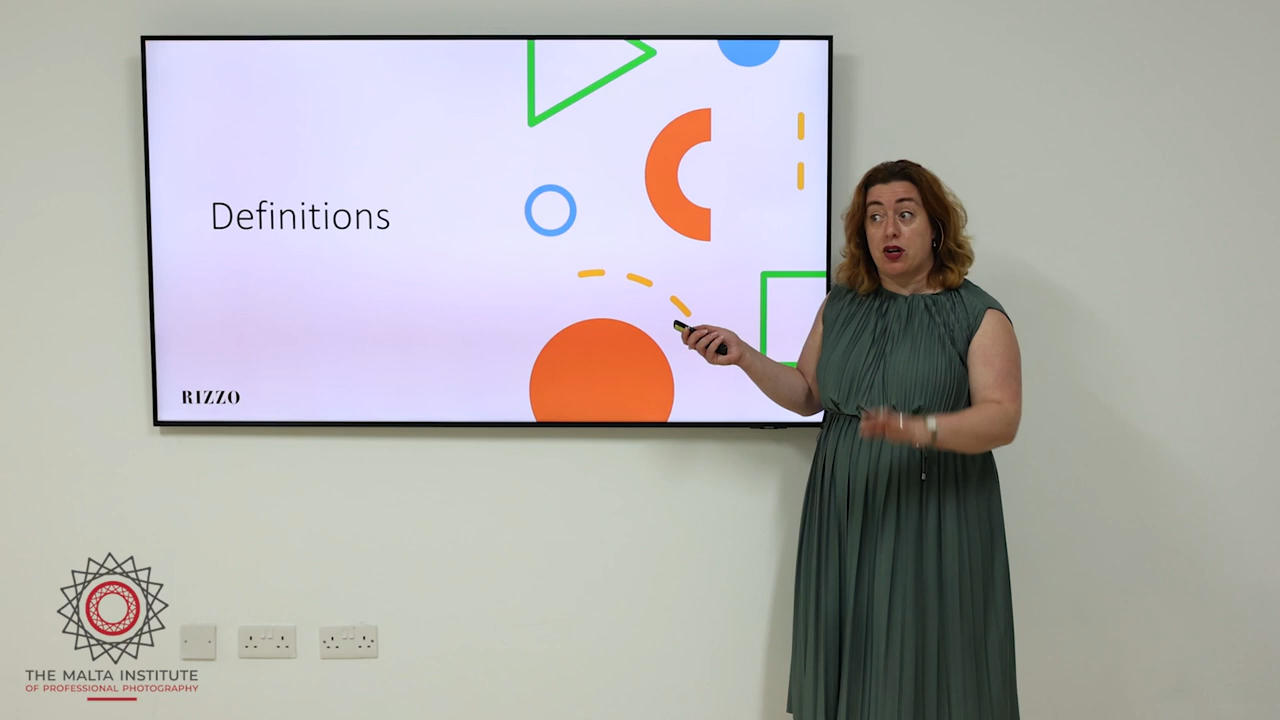 Definitions
RIZZO
THE MALTA INSTITUTE
OF PROFESSIONAL PHOTOGRAPHY